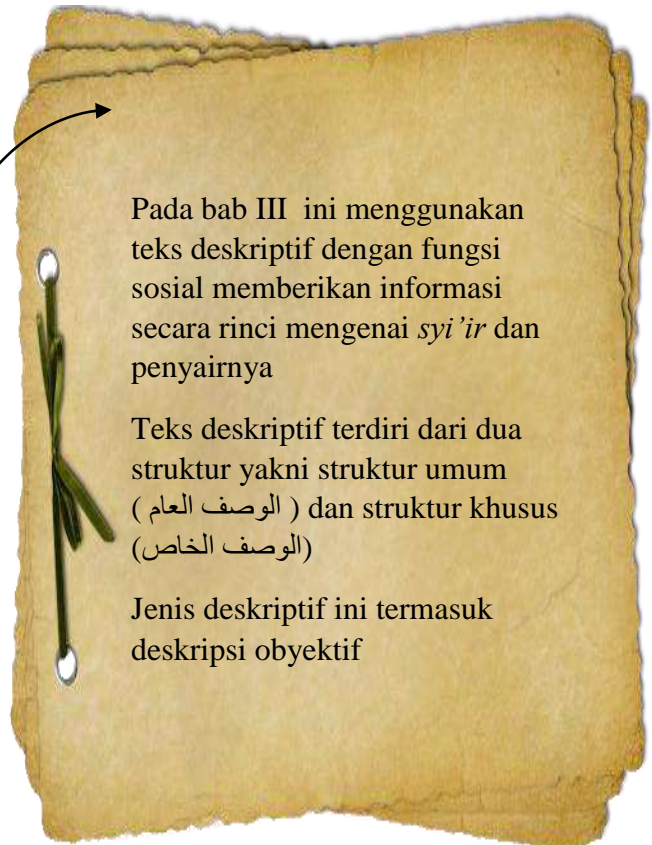 Pada bab III ini menggunakan
teks deskriptif dengan fungsi
sosial memberikan informasi
secara rinci mengenai syi’ir dan
penyairnya
Teks deskriptif terdiri dari dua
struktur yakni struktur umum
( الوصف العام ) dan struktur khusus
(الوصف الخاص)
Jenis deskriptif ini termasuk
deskripsi obyektif